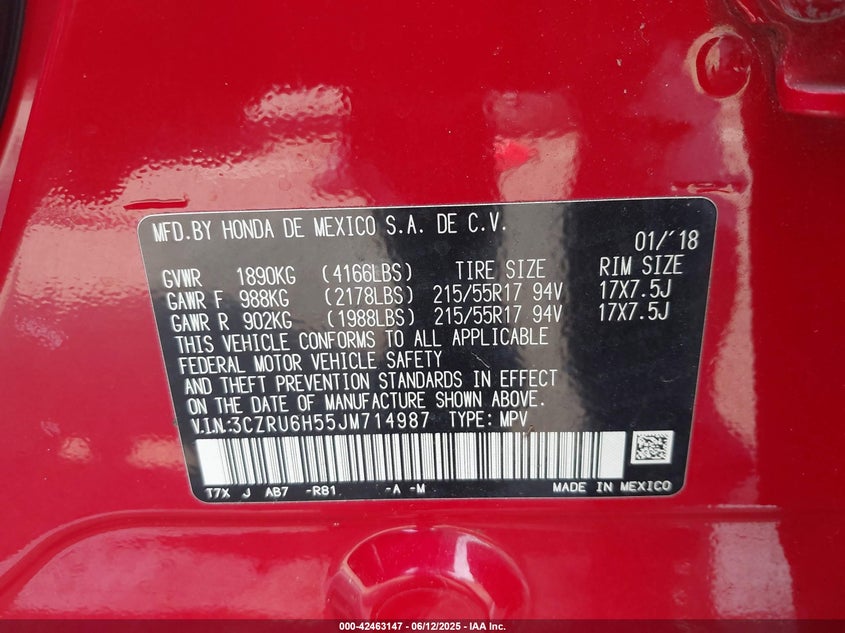 MFD.BY HONDA DE MEXICO S.A. DE C.V.
01/'18
GVWR 1890KG (4166LBS) TIRE SIZE RIM SIZE
GAWR F 988KG (2178LBS) 215/55R17 94V 17X7.5J
GAWR R 902KG (1988LBS) 215/55R17 94V 17X7.5J
THIS VEHICLE CONFORMS TO ALL APPLICABLE
FEDERAL MOTOR VEHICLE SAFETY
AND THEFT PREVENTION STANDARDS IN EFFECT
ON THE DATE OF MANUFACTURE SHOWN ABOVE.
V.I.N.:3CZRU6H55JM714987 TYPE: MPV
T7X J AB7 -R81 -A -M MADE IN MEXICO
000-42463147 - 06/12/2025 - IAA Inc.